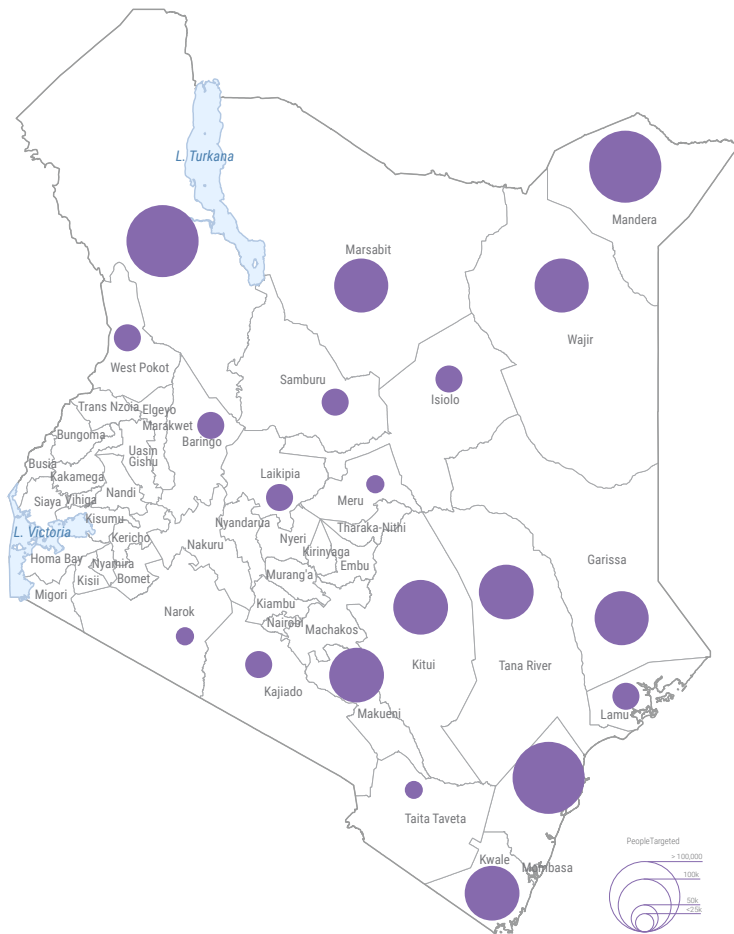 L. Turkana
Mandera
Marsabit
Wajir
West Pokot
Samburu
Isiolo
Trans Nzoia
Elgeyo
Marakwet
Bungoma
Baringo
Uasin
Gishu
Busia
Kakamega
Laikipia
Nandi
Meru
Siaya
Vihiga
Kisumu
Nyandarua
Tharaka-Nithi
L. Victoria
Kericho
Nyeri
Nakuru
Kirinyaga
Homa Bay
Nyamira
Embu
Garissa
Murang'a
Kisii
Bomet
Migori
Kiambu
Narok
Nairobi
Machakos
Kitui
Tana River
Kajiado
Makueni
Lamu
Taita Taveta
Kwale
Mombasa
PeopleTargeted
> 100,000
100k
50k
<25k